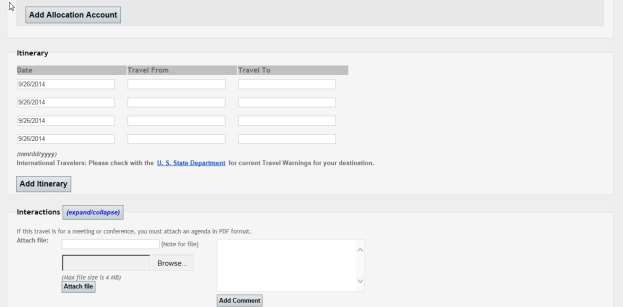 Add Allocation Account
Itinerary
Date Travel From Travel To
9/26/2014
9/26/2014
9/26/2014
9/26/2014
(mm/dd/yyyy)
International Travelers: Please check with the U. S. State Department for current Travel Warnings for your destination.
Add Itinerary
Interactions (expand/collapse)
If this travel is for a meeting or conference, you must attach an agenda in PDF format.
Attach file: (Note for file)
Browse...
(Max file size is 4 MB)
Attach file
Add Comment